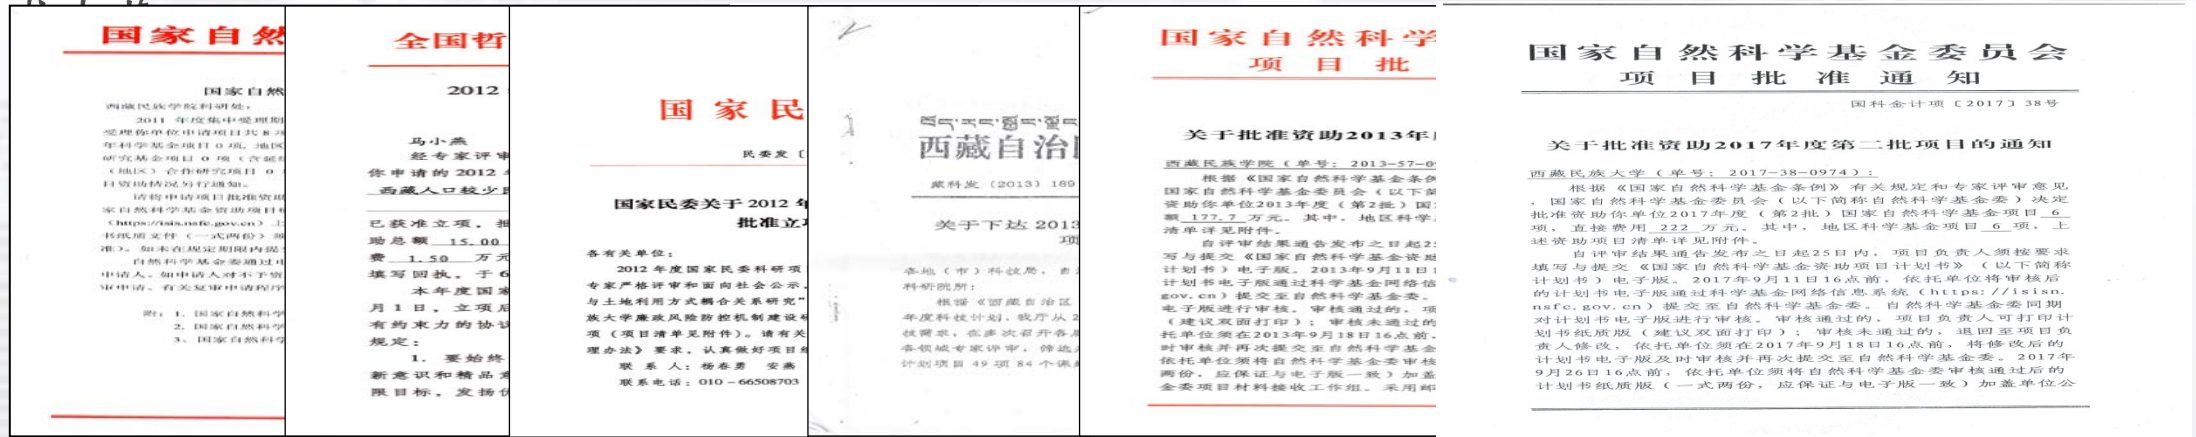 国家自然
国家自然
西藏民族学院科研处：
2011 年度集中受理期
受理你单位申请项目共 8 项
年科学基金项目 0 项，地区
研究基金项目 0 项（含延续
（地区）合作研究项目 0
目资助情况另行通知。
请将申请项目批准资助
家自然科学基金资助项目
（https://isis.nsfc.gov.cn）上
书纸质文件（一式两份）
准）。如未在规定期限内提
自然科学基金委通过电
申请人。如申请人对不予资
审申请。有关复审申请程序
附：1、国家自然科学
2、国家自然科学
3、国家自然科学
全国哲
2012
马小燕
经专家评审
你申请的 2012
西藏人口较少民
已获准立项，批
助总额 15.00
费 1.50 万元
填写回执，于 6
本年度国家
月 1 日，立项后
有约束力的协议
规定：
1. 要始终
新意识和精品意
限目标，发扬优
国家民
民委发〔
国家民委关于 2012 年
批准立项
各有关单位：
2012 年度国家民委科研项
专家严格评审和面向社会公示，
与土地利用方式耦合关系研究”
族大学廉政风险防控机制建设研
项（项目清单见附件）。请有关
理办法》要求，认真做好项目组
联 系 人：杨春勇 安燕
联系电话：010－66508703
西藏自治区
藏科发〔2013〕189
关于下达 2013
项
各地（市）科技局，自
科研院所：
根据《西藏自治区
年度科技计划，我厅从 2
技需求，在多次召开各层
各领域专家评审，筛选
计划项目 49 项 84 个课
国家自然科学
项目批
关于批准资助2013年度
西藏民族学院（单号：2013-57-0
根据《国家自然科学基金条例
国家自然科学基金委员会（以下简
资助你单位2013年度（第2批）国
额 177.7 万元。其中，地区科学
清单详见附件。
自评审结果通告发布之日起2
写与提交《国家自然科学基金资助
计划书）电子版。2013年9月11日1
计划书电子版通过科学基金网络信
gov.cn）提交至自然科学基金委。
电子版进行审核。审核通过的，项
（建议双面打印）；审核未通过的
托单位须在2013年9月18日16点前，
时审核并再次提交至自然科学基金
依托单位须将自然科学基金委审核
两份，应保证与电子版一致）加盖
金委项目材料接收工作组。采用邮
国家自然科学基金委员会
项目批准通知
国科金计项〔2017〕38号
关于批准资助2017年度第二批项目的通知
西藏民族大学（单号：2017-38-0974）：
根据《国家自然科学基金条例》有关规定和专家评审意见
，国家自然科学基金委员会（以下简称自然科学基金委）决定
批准资助你单位2017年度（第2批）国家自然科学基金项目 6
项，直接费用 222 万元。其中，地区科学基金项目 6 项，上
述资助项目清单详见附件。
自评审结果通告发布之日起25日内，项目负责人须按要求
填写与提交《国家自然科学基金资助项目计划书》（以下简称
计划书）电子版。2017年9月11日16点前，依托单位将审核后
的计划书电子版通过科学基金网络信息系统（https://isisn.
nsfc.gov.cn）提交至自然科学基金委。自然科学基金委同期
对计划书电子版进行审核。审核通过的，项目负责人可打印计
划书纸质版（建议双面打印）；审核未通过的，退回至项目负
责人修改，依托单位须在2017年9月18日16点前，将修改后的
计划书电子版及时审核并再次提交至自然科学基金委。2017年
9月26日16点前，依托单位须将自然科学基金委审核通过后的
计划书纸质版（一式两份，应保证与电子版一致）加盖单位公